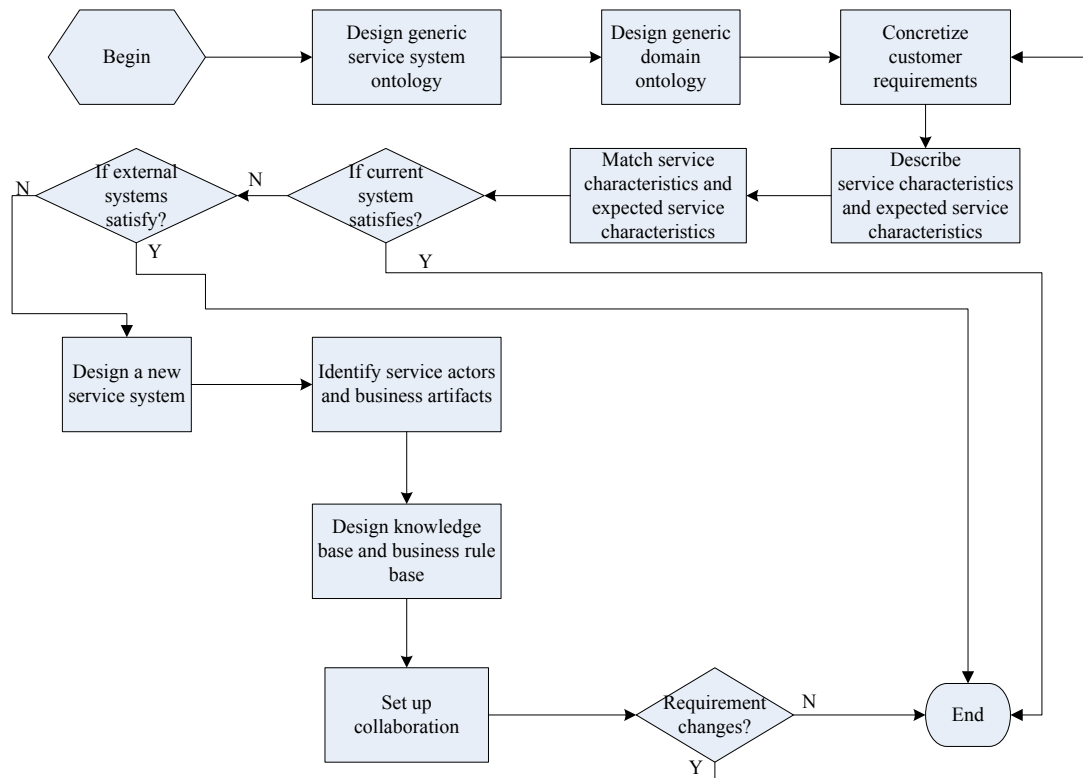 Begin
Design generic
service system
ontology
Design generic
domain
ontology
Concretize
customer
requirements
If external
systems
satisfy?
N
N
If current
system
satisfies?
Match service
characteristics and
expected service
characteristics
Describe
service characteristics
and expected service
characteristics
Y
Y
Design a new
service system
Identify service actors
and business artifacts
Design knowledge
base and business rule
base
Set up
collaboration
Requirement
changes?
N
End
Y